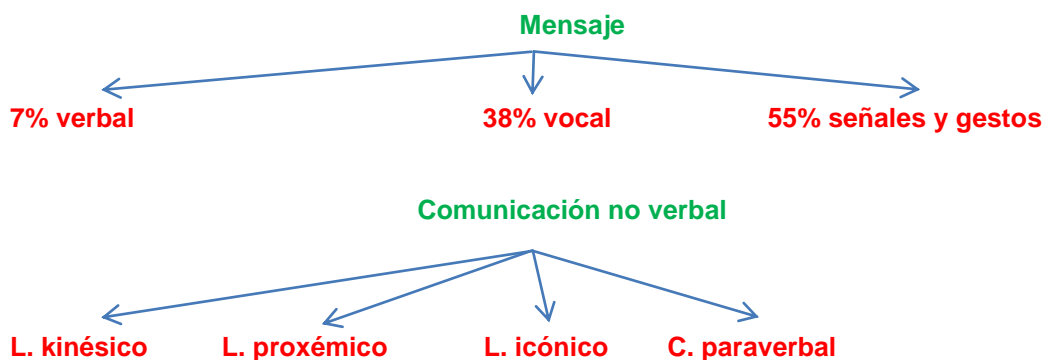 Mensaje
7% verbal 38% vocal 55% señales y gestos
Comunicación no verbal
L. kinésico L. proxémico L. icónico C. paraverbal